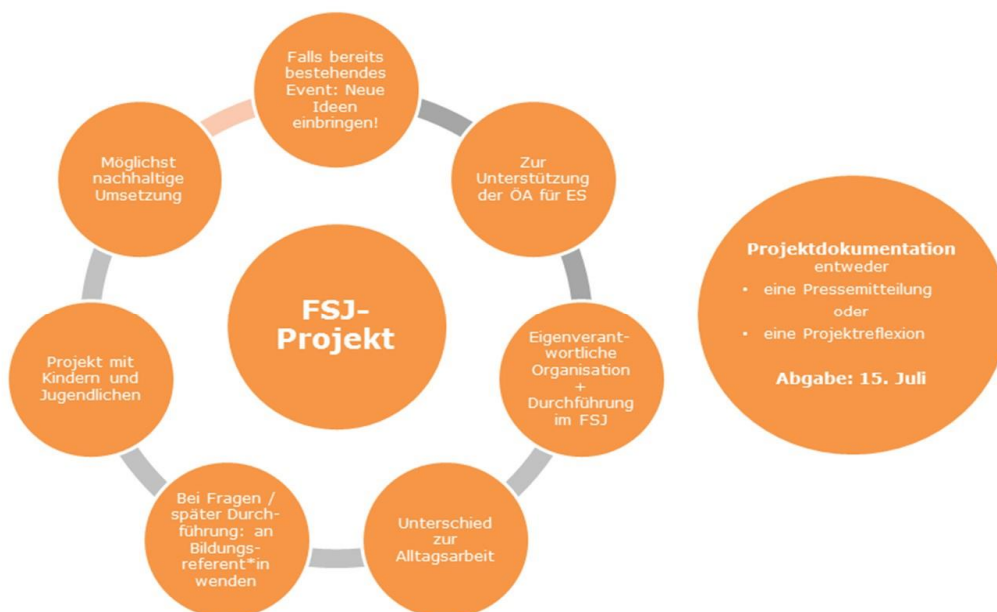 Falls bereits
bestehendes
Event: Neue
Ideen
einbringen!
Zur
Unterstützung
der ÖA für ES
Eigenverant-
wortliche
Organisation
+
Durchführung
im FSJ
Unterschied
zur
Alltagsarbeit
Bei Fragen /
später Durch-
führung: an
Bildungs-
referent*in
wenden
Projekt mit
Kindern und
Jugendlichen
Möglichst
nachhaltige
Umsetzung
FSJ-
Projekt
Projektdokumentation
entweder
• eine Pressemitteilung
oder
• eine Projektreflexion
Abgabe: 15. Juli